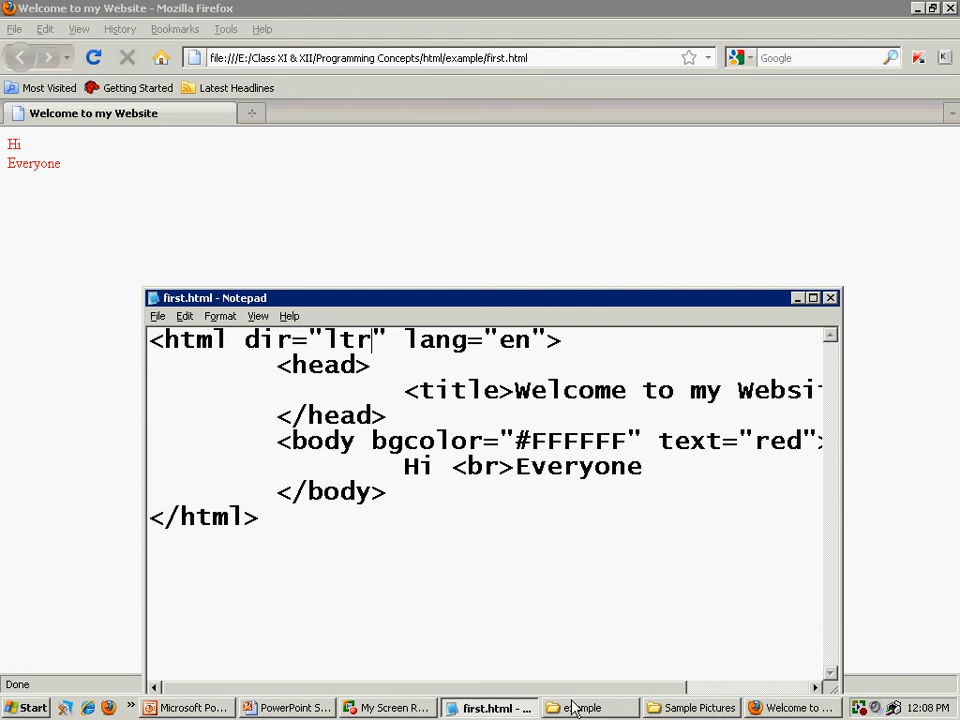 Welcome to my Website - Mozilla Firefox
File Edit View History Bookmarks Tools Help
file:///E:/Class XI & XII/Programming Concepts/html/example/first.html
Google
Most Visited Getting Started Latest Headlines
Welcome to my Website
Hi
Everyone
first.html - Notepad
File Edit Format View Help
<html dir="ltr" lang="en">
<head>
<title>Welcome to my Websi
</head>
<body bgcolor="#FFFFFF" text="red">
Hi <br>Everyone
</body>
</html>
Done
Start Microsoft Po... PowerPoint S... My Screen R... first.html - ... example Sample Pictures Welcome to ... 12:08 PM